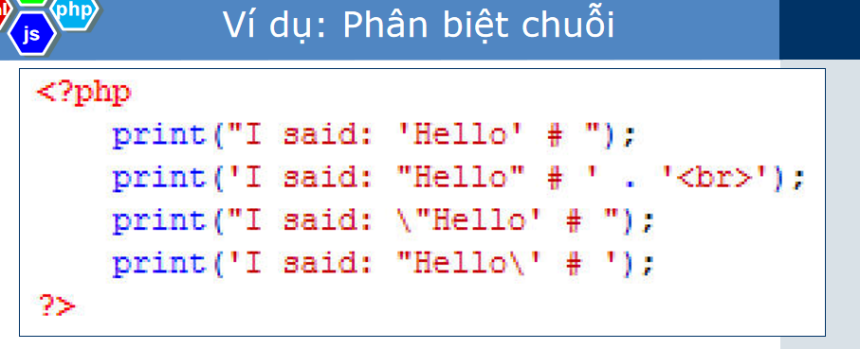 php
js
Ví dụ: Phân biệt chuỗi
<?php
print("I said: 'Hello' # ");
print('I said: "Hello" # ' . '<br>');
print("I said: \"Hello' # ");
print('I said: "Hello\' # ');
?>